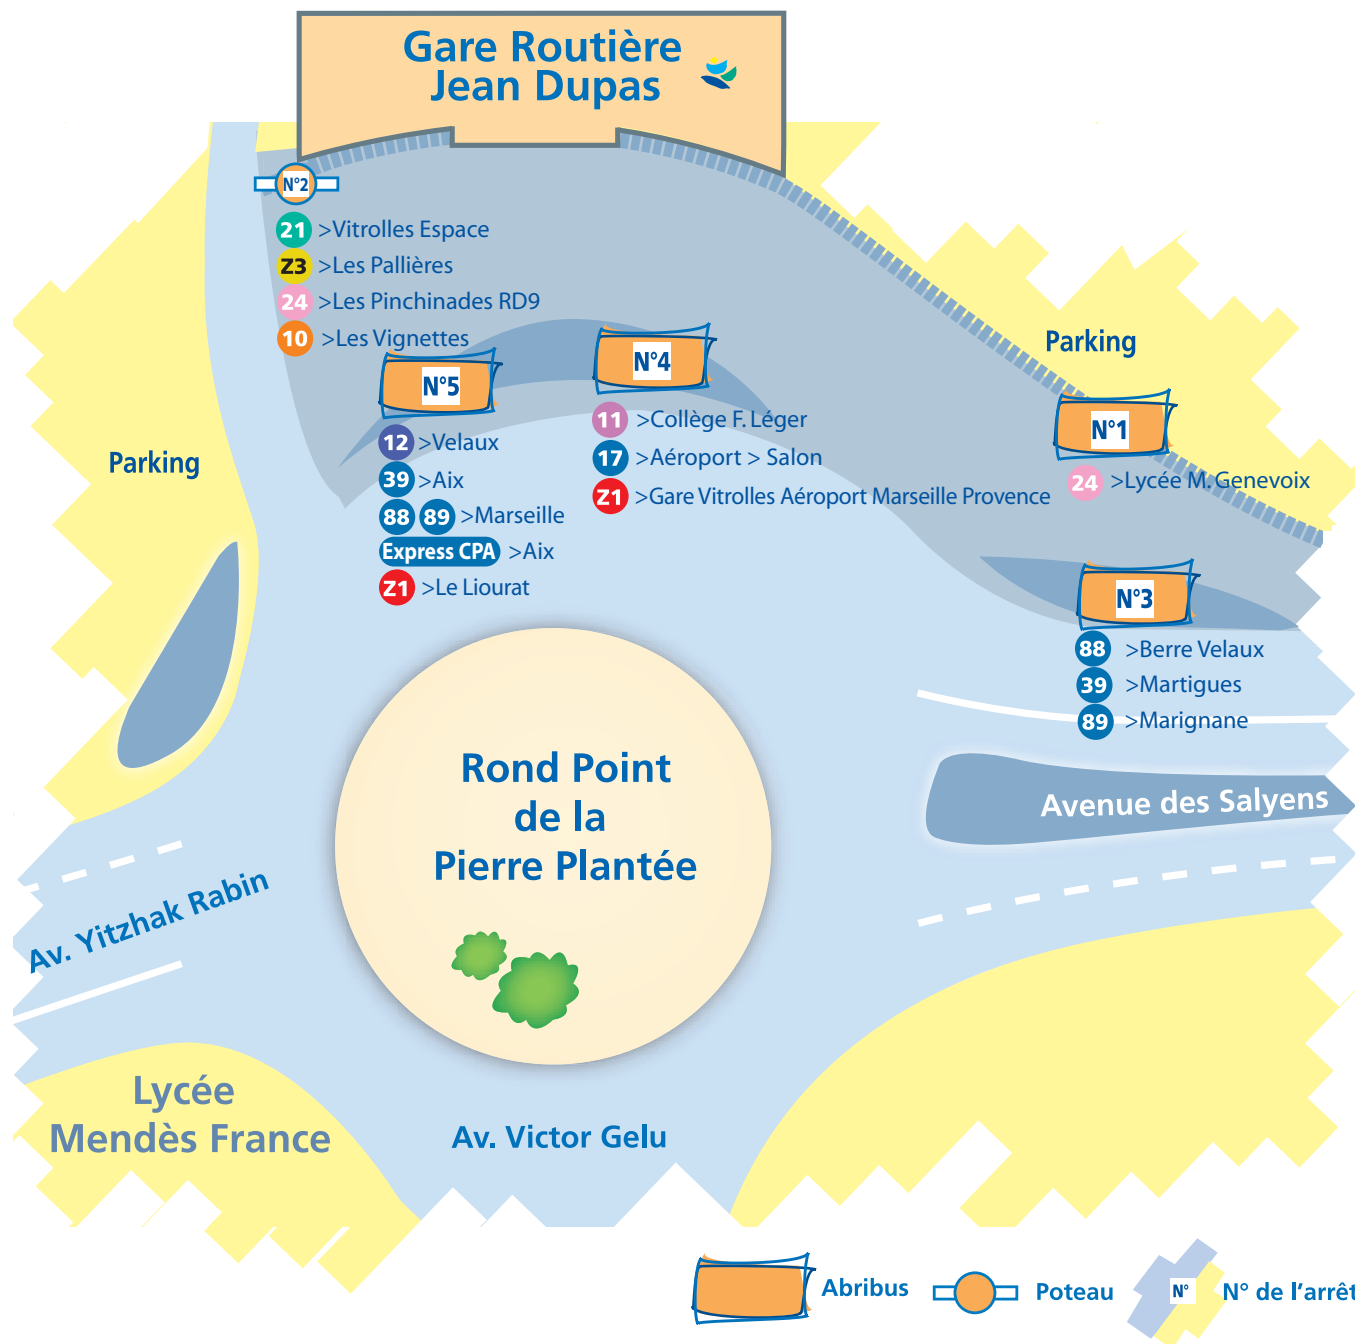 Gare Routière
Jean Dupas
N°2
21 >Vitrolles Espace
Z3 >Les Pallières
24 >Les Pinchinades RD9
10 >Les Vignettes
N°5
12 >Velaux
39 >Aix
88 89 >Marseille
Express CPA >Aix
Z1 >Le Liourat
N°4
11 >Collège F. Léger
17 >Aéroport > Salon
Z1 >Gare Vitrolles Aéroport Marseille Provence
Parking
N°1
24 >Lycée M. Genevoix
Parking
N°3
88 >Berre Velaux
39 >Martigues
89 >Marignane
Rond Point
de la
Pierre Plantée
Avenue des Salyens
Av. Yitzhak Rabin
Lycée
Mendès France
Av. Victor Gelu
Abribus
Poteau
N° N° de l'arrêt